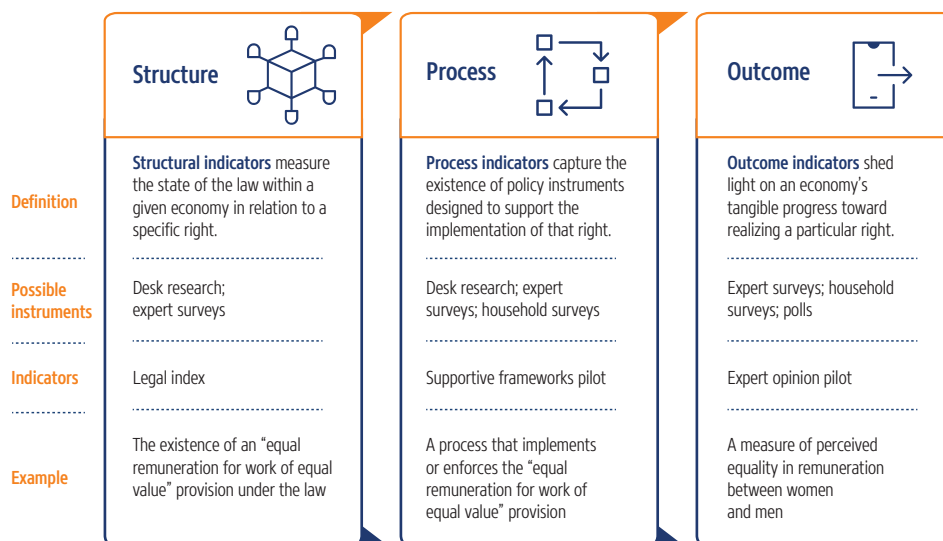 Structure
Process
Outcome
Definition
Structural indicators measure
the state of the law within a
given economy in relation to a
specific right.
Process indicators capture the
existence of policy instruments
designed to support the
implementation of that right.
Outcome indicators shed
light on an economy's
tangible progress toward
realizing a particular right.
Possible
instruments
Desk research;
expert surveys
Desk research; expert
surveys; household surveys
Expert surveys; household
surveys; polls
Indicators
Legal index
Supportive frameworks pilot
Expert opinion pilot
Example
The existence of an “equal
remuneration for work of equal
value” provision under the law
A process that implements
or enforces the “equal
remuneration for work of
equal value” provision
A measure of perceived
equality in remuneration
between women
and men